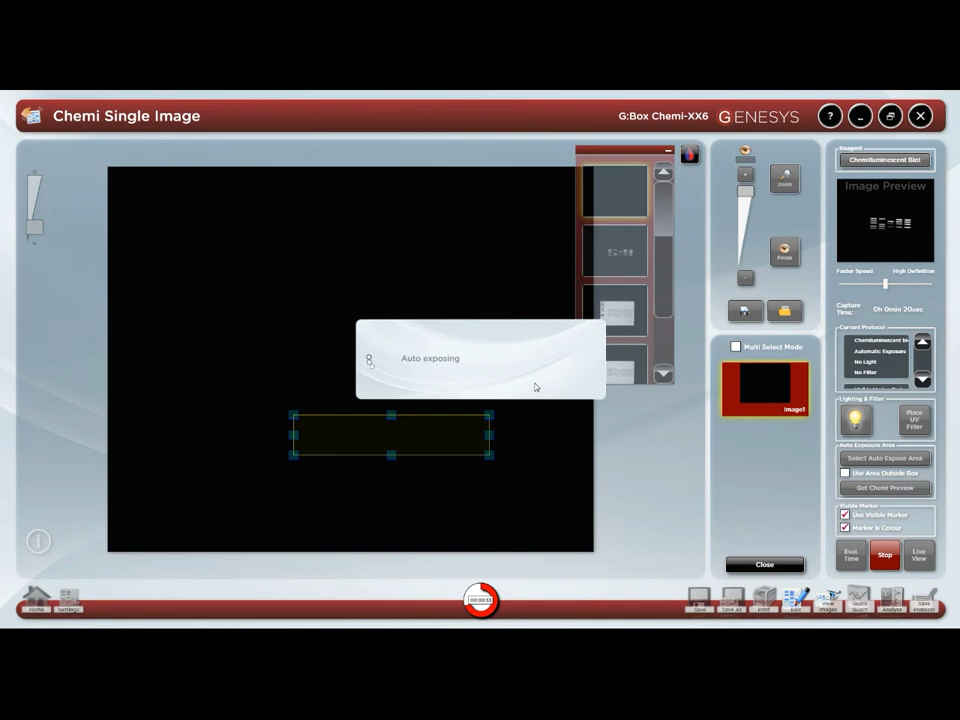 Chemi Single Image
G:Box Chemi-XX6
GENESYS
?
Reagent
Chemiluminescent Blot
Zoom
Image Preview
Focus
Faster Speed
High Definition
Capture Time:
0h 0min 20sec
Auto exposing
Multi Select Mode
Image1
Current Protocol
Chemiluminescent bl
Automatic Exposure
No Light
No Filter
Lighting & Filter
Place
UV
Filter
Auto Exposure Area
Select Auto Expose Area
Use Area Outside Box
Get Chemi Preview
Visible Marker
Use Visible Marker
Marker is Colour
Eval.
Time
Stop
Live
View
Close
Home
Settings
Save
Save As
Print
Edit
View
Images
Quick
Quant
Analyse
Save
Protocol